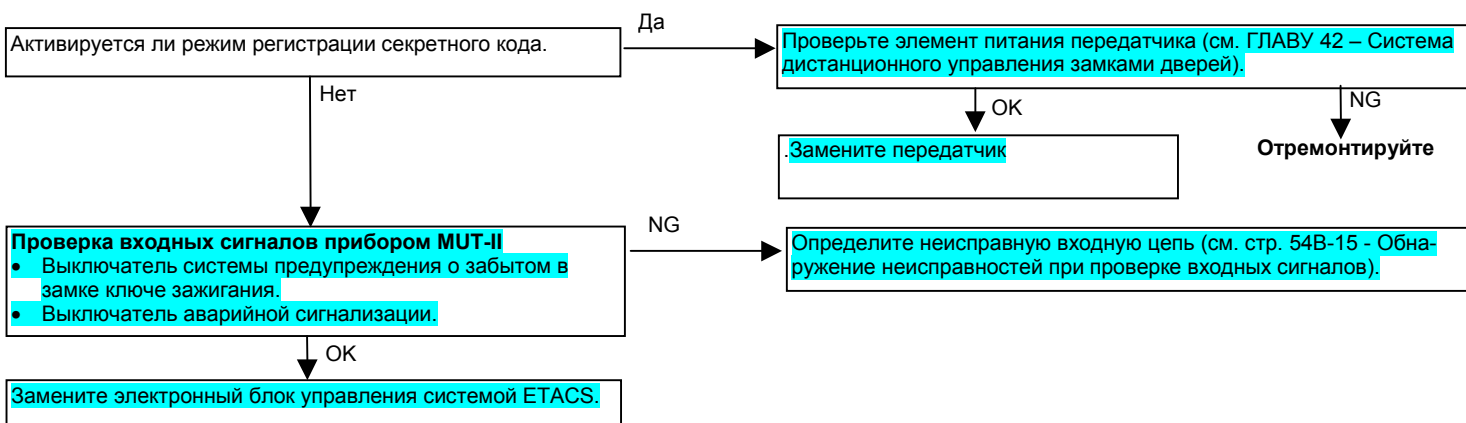 Да
Активируется ли режим регистрации секретного кода.
Проверьте элемент питания передатчика (см. ГЛАВУ 42 – Система
дистанционного управления замками дверей).
Нет
OK
NG
.Замените передатчик
Отремонтируйте
Проверка входных сигналов прибором MUT-II
• Выключатель системы предупреждения о забытом в
замке ключе зажигания.
• Выключатель аварийной сигнализации.
NG
Определите неисправную входную цепь (см. стр. 54B-15 - Обна-
ружение неисправностей при проверке входных сигналов).
OK
Замените электронный блок управления системой ETACS.